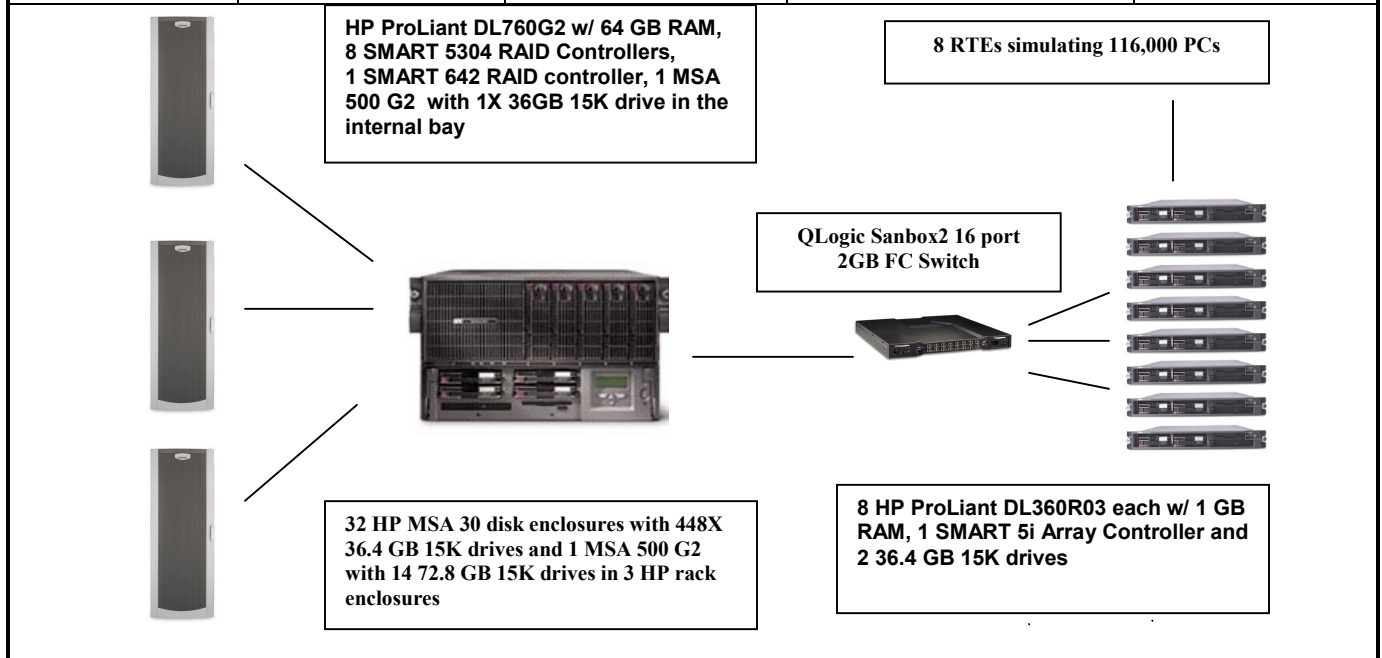 HP ProLiant DL760G2 w/ 64 GB RAM,
8 SMART 5304 RAID Controllers,
1 SMART 642 RAID controller, 1 MSA
500 G2 with 1X 36GB 15K drive in the
internal bay
8 RTEs simulating 116,000 PCs
QLogic Sanbox2 16 port
2GB FC Switch
32 HP MSA 30 disk enclosures with 448X
36.4 GB 15K drives and 1 MSA 500 G2
with 14 72.8 GB 15K drives in 3 HP rack
enclosures
8 HP ProLiant DL360R03 each w/ 1 GB
RAM, 1 SMART 5i Array Controller and
2 36.4 GB 15K drives